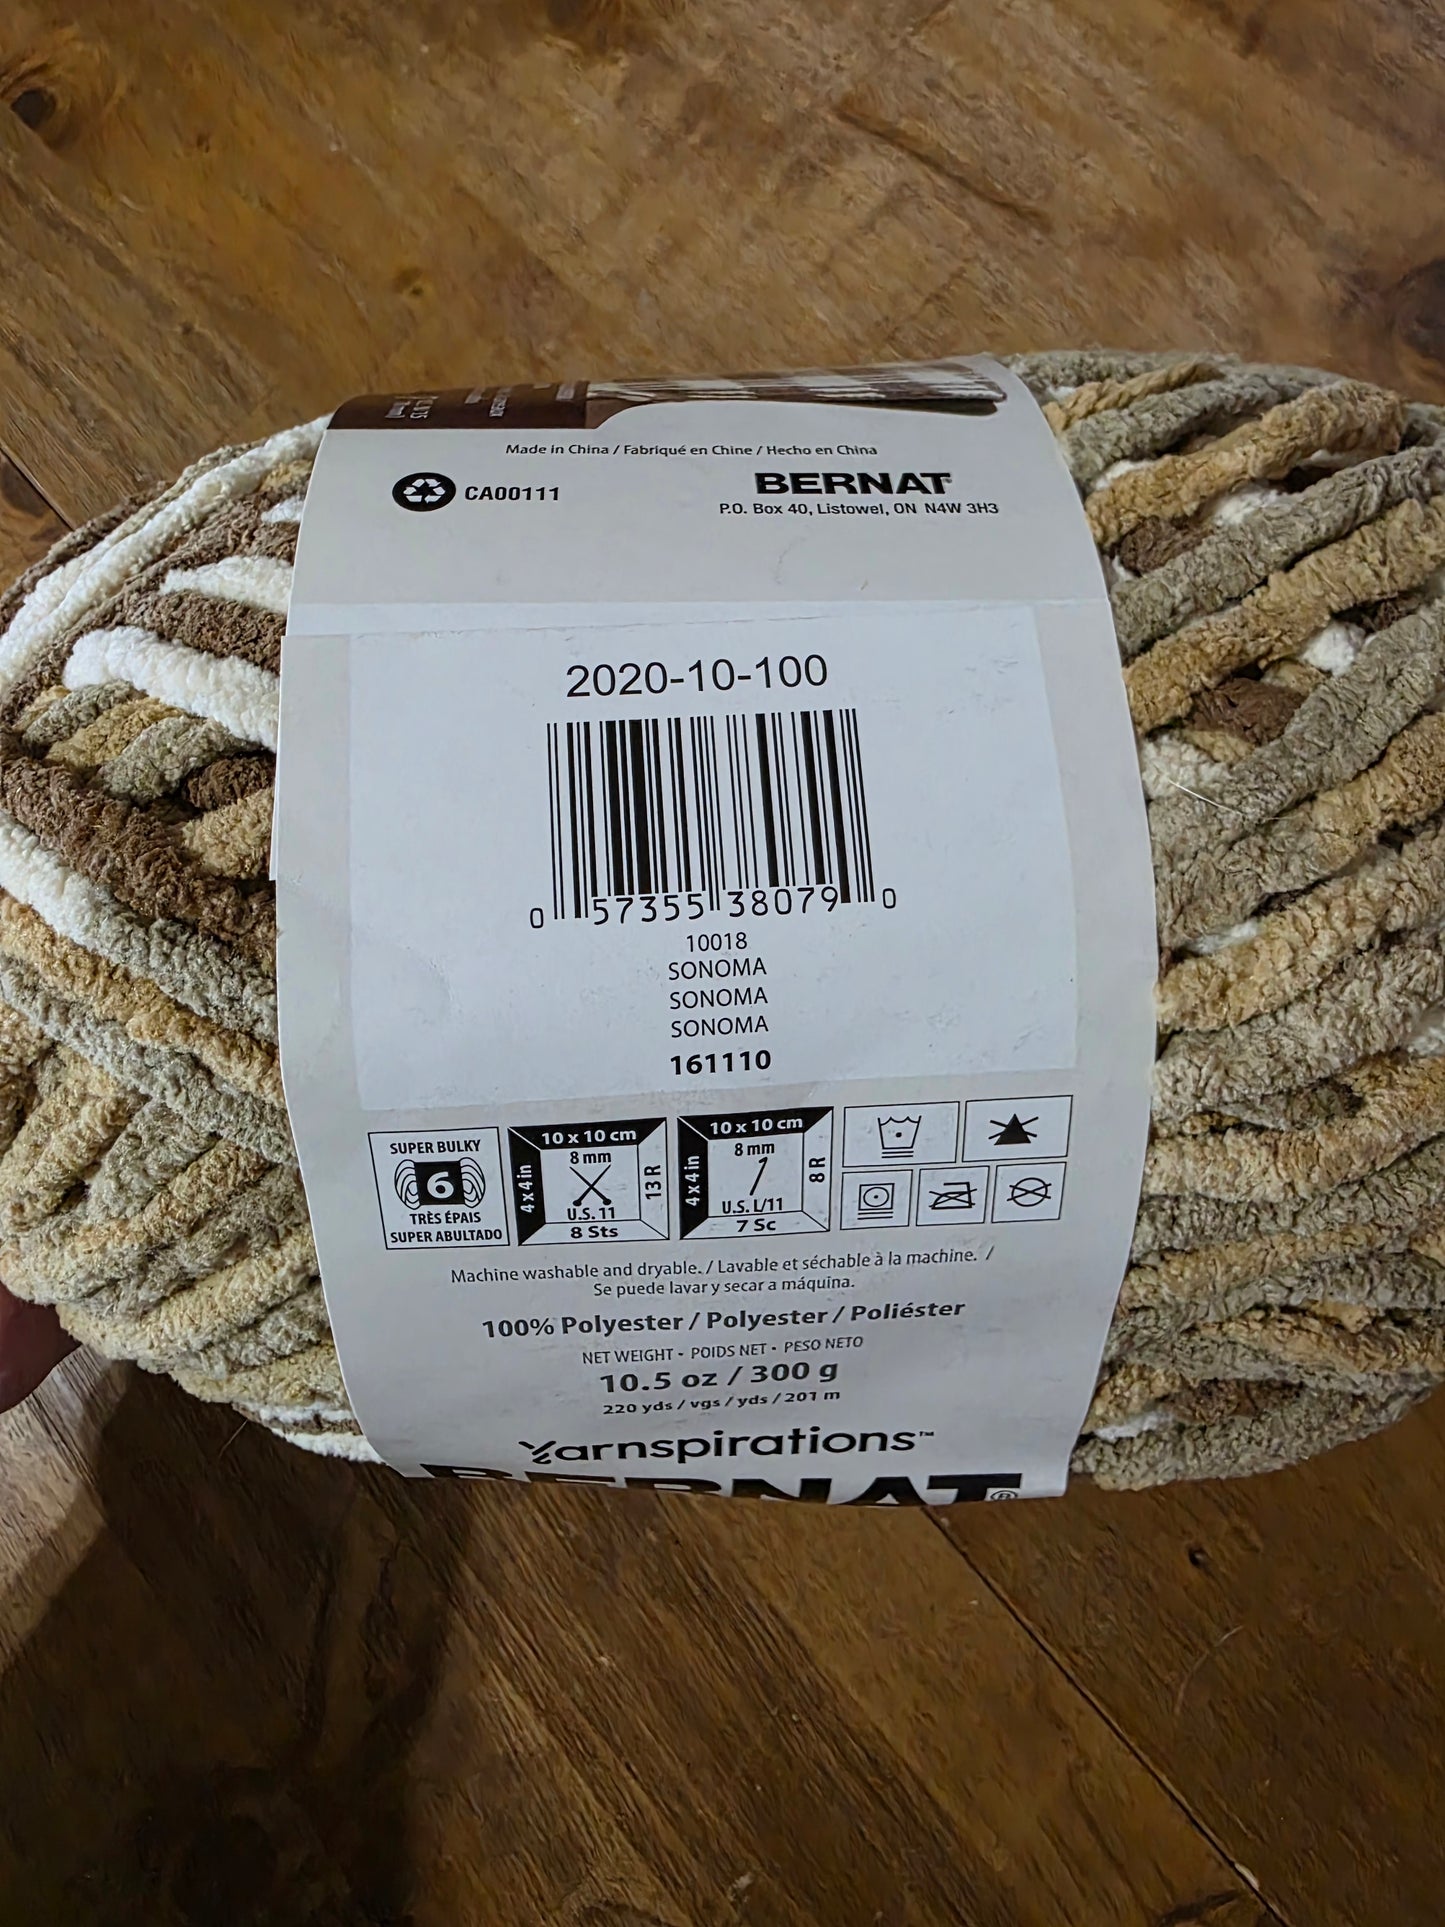 Made in China / Fabriqué en Chine / Hecho en China
CA00111
BERNAT
P.O. Box 40, Listowel, ON N4W 3H3
2020-10-100
0 57355 38079 0
10018
SONOMA
SONOMA
SONOMA
161110
SUPER BULKY
6
TRÈS ÉPAIS
SUPER ABULTADO
10 x 10 cm
4 x 4 in
8 mm
U.S. 11
13 R
8 Sts
10 x 10 cm
4 x 4 in
8 mm
U.S. L/11
8 R
7 Sc
Machine washable and dryable. / Lavable et séchable à la machine. /
Se puede lavar y secar a máquina.
100% Polyester / Polyester / Poliéster
NET WEIGHT - POIDS NET - PESO NETO
10.5 oz / 300 g
220 yds / vgs / yds / 201 m
Yarnspirations™
BERNAT®